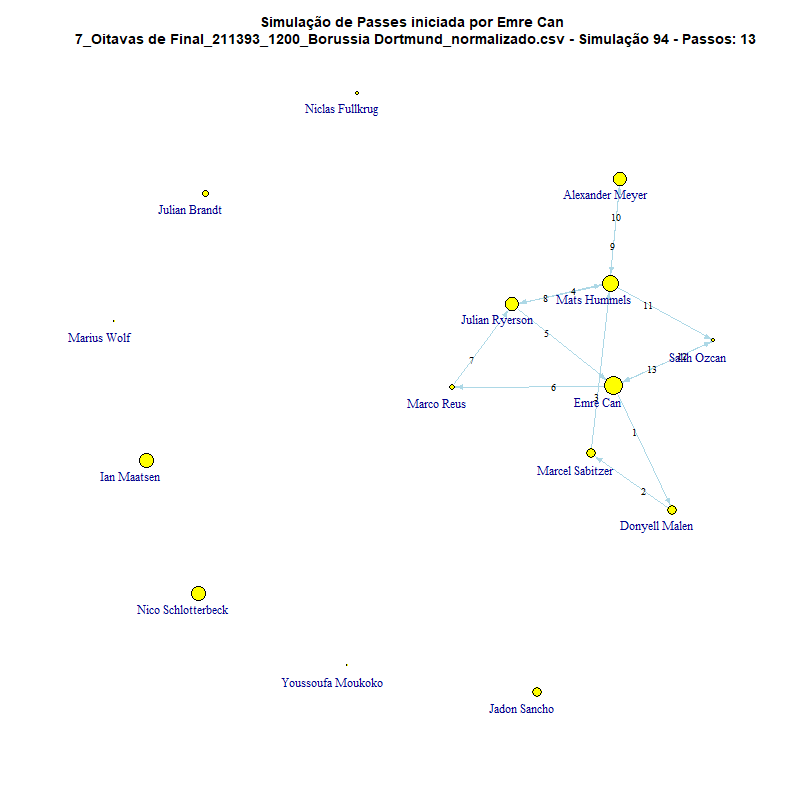 Simulação de Passes iniciada por Emre Can
7_Oitavas de Final_211393_1200_Borussia Dortmund_normalizado.csv - Simulação 94 - Passos: 13
Niclas Fullkrug
Alexander Meyer
Julian Brandt
10
9
4
8
Mats Hummels
11
Julian Ryerson
5
Marius Wolf
Salih Ozcan
7
13
12
6
3
Marco Reus
Emre Can
1
Marcel Sabitzer
Ian Maatsen
2
Donyell Malen
Nico Schlotterbeck
Youssoufa Moukoko
Jadon Sancho